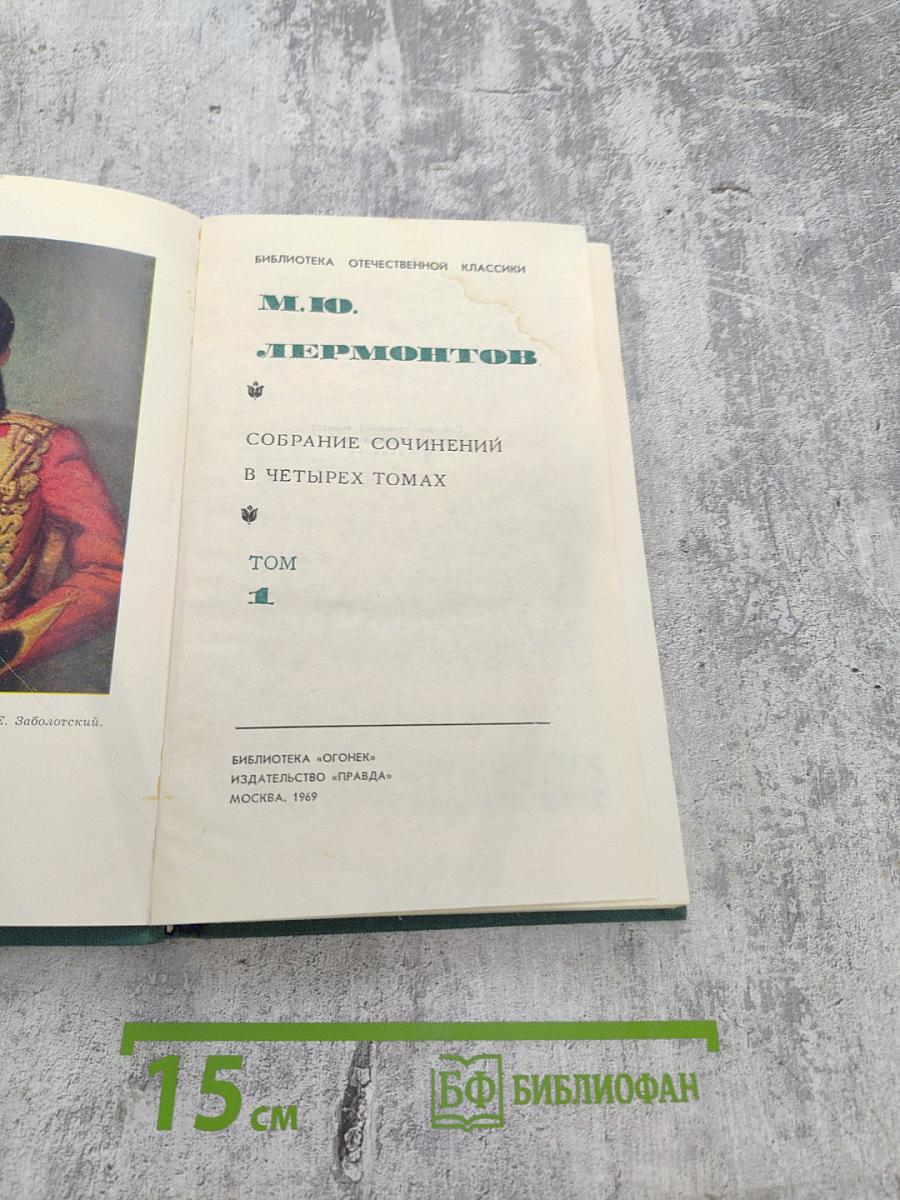 БИБЛИОТЕКА ОТЕЧЕСТВЕННОЙ КЛАССИКИ
М.Ю.
ЛЕРМОНТОВ
СОБРАНИЕ СОЧИНЕНИЙ
В ЧЕТЫРЕХ ТОМАХ
ТОМ
1
Е. Заболотский.
БИБЛИОТЕКА «ОГОНЕК»
ИЗДАТЕЛЬСТВО «ПРАВДА»
МОСКВА. 1969
15 см
БФ БИБЛИОФАН